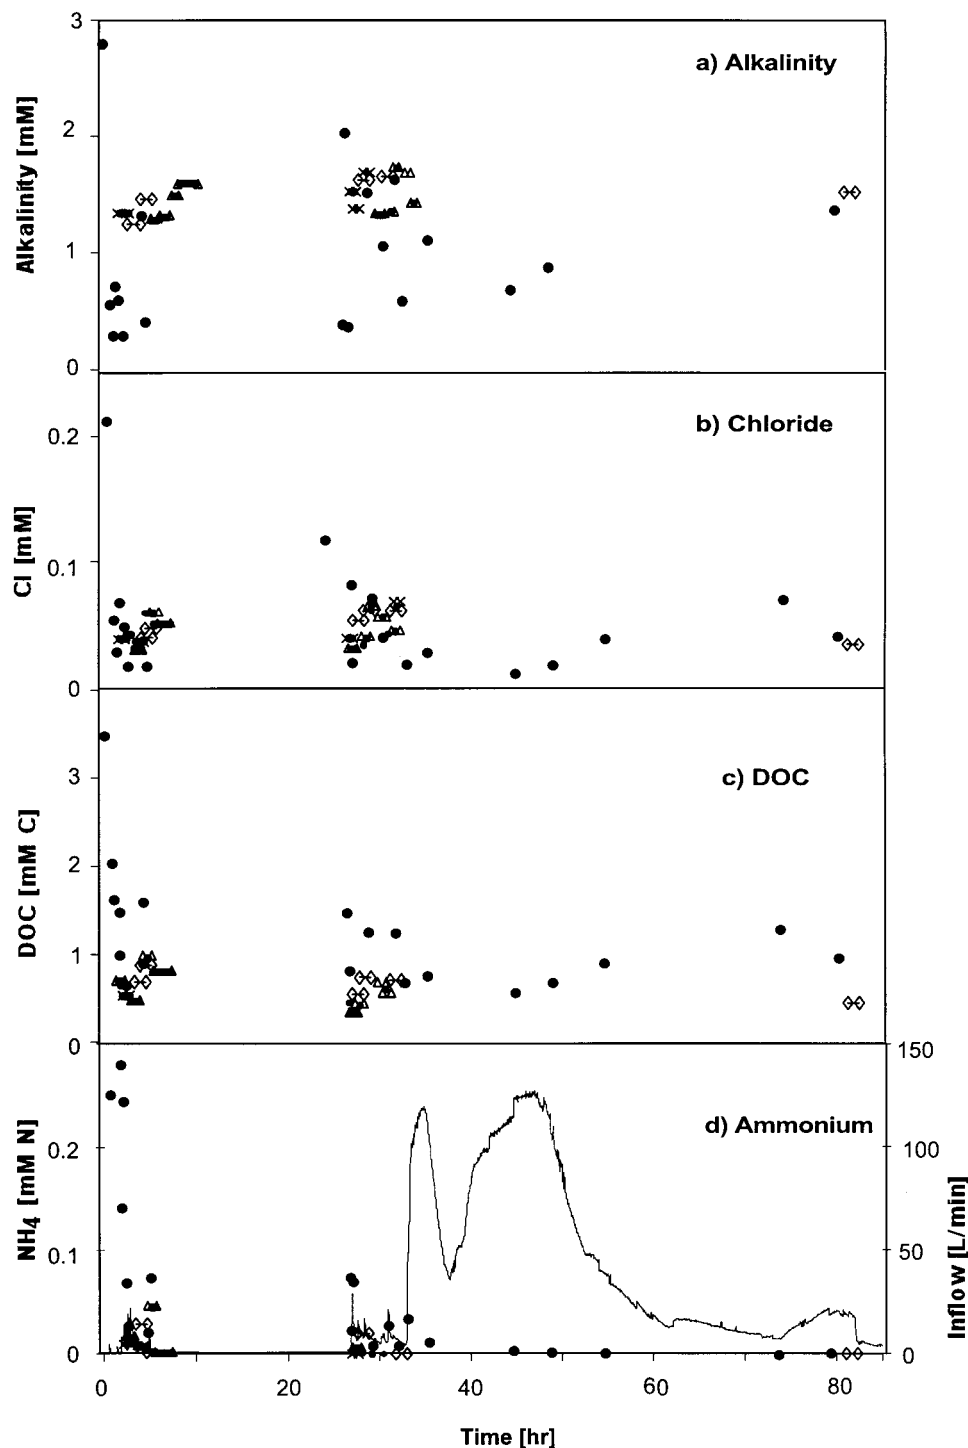 3
a) Alkalinity
2
Alkalinity [mM]
1
0
b) Chloride
0.2
Cl [mM]
0.1
0
c) DOC
3
DOC [mM C]
2
1
0
150
d) Ammonium
0.2
100
NH4 [mM N]
Inflow [L/min]
0.1
50
0
0
0 20 40 60 80
Time [hr]